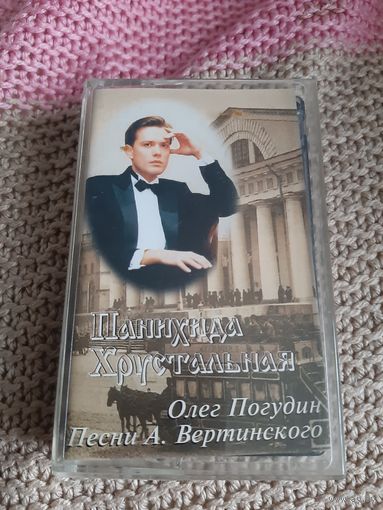 Панихида
Хрустальная
Олег Погудин
Песни А. Вертинского